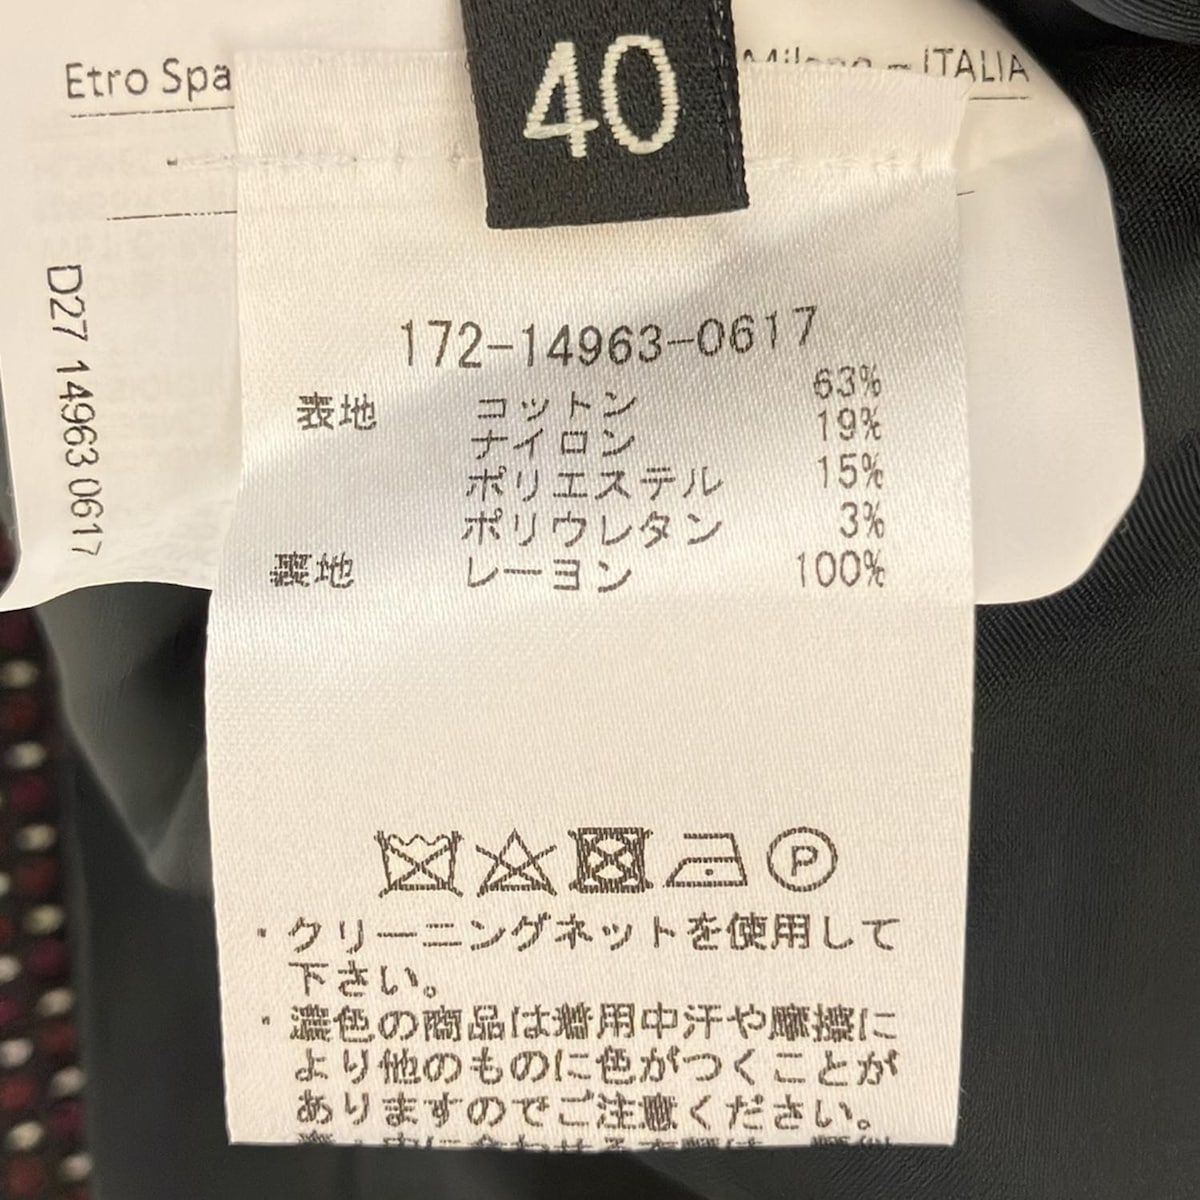 40
Etro Spa
Milano - ITALIA
D27 14963 0617
172-14963-0617
表地 コットン 63%
ナイロン 19%
ポリエステル 15%
ポリウレタン 3%
裏地 レーヨン 100%
P
・クリーニングネットを使用して
下さい。
・濃色の商品は着用中汗や摩擦に
より他のものに色がつくことが
ありますのでご注意ください。